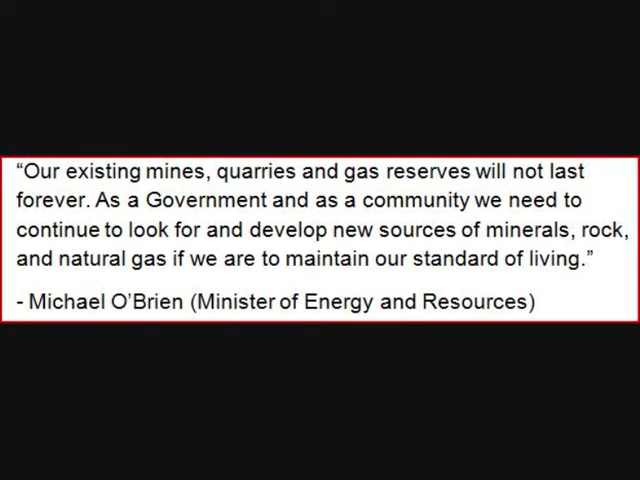 “Our existing mines, quarries and gas reserves will not last
forever. As a Government and as a community we need to
continue to look for and develop new sources of minerals, rock,
and natural gas if we are to maintain our standard of living.”
- Michael O’Brien (Minister of Energy and Resources)